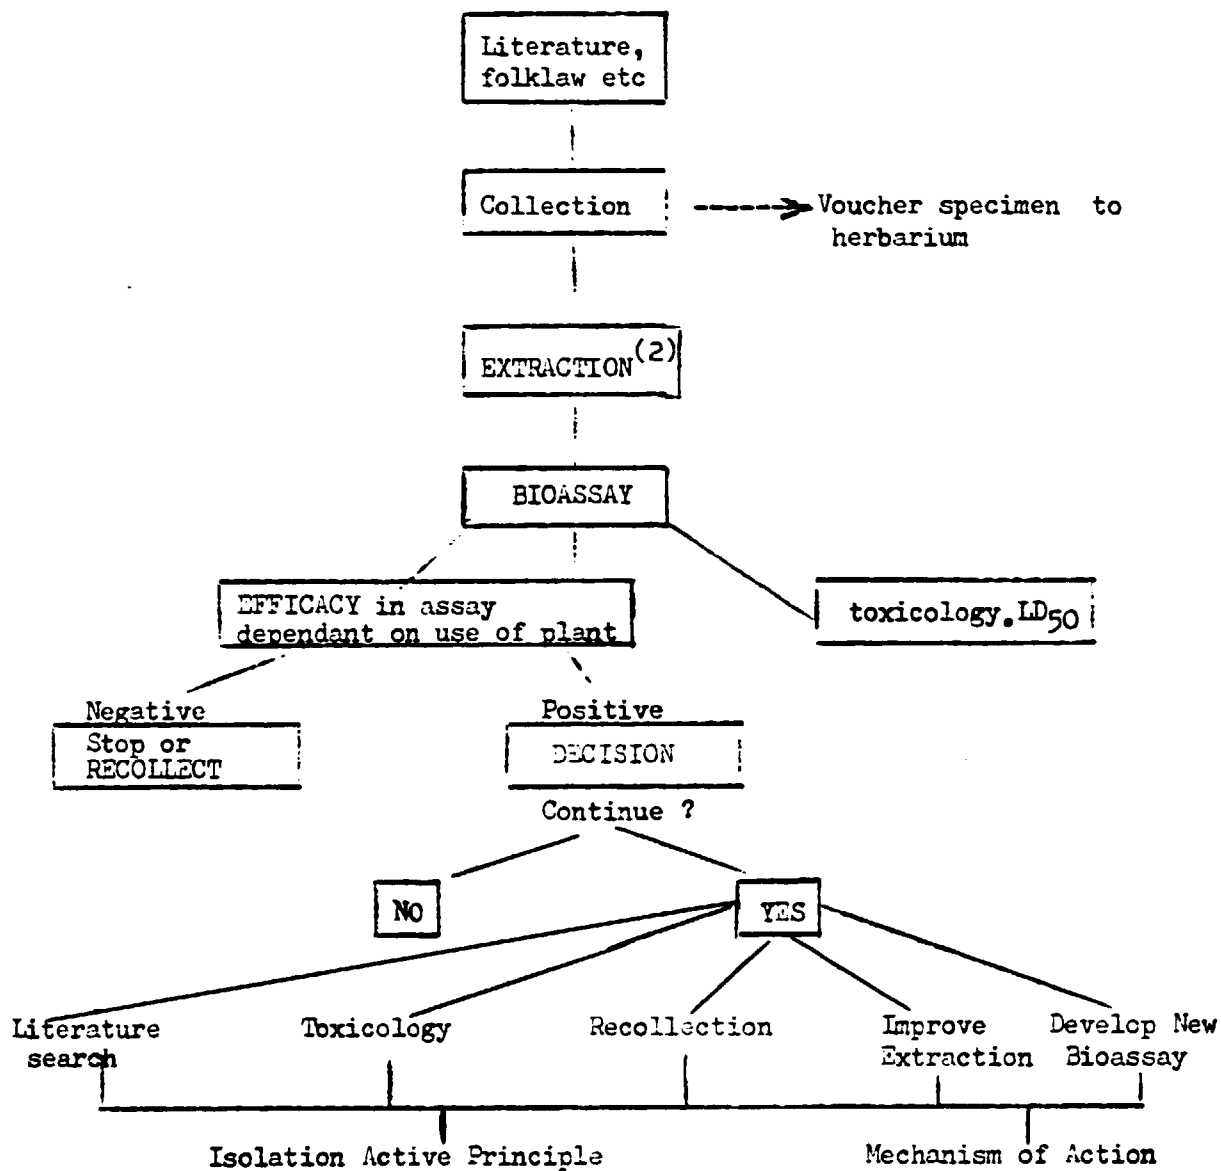 Literature,
folklaw etc
Collection
Voucher specimen to
herbarium
EXTRACTION(2)
BIOASSAY
EFFICACY in assay
dependant on use of plant
toxicology.LD50
Negative
Stop or
RECOLLECT
Positive
DECISION
Continue ?
NO
YES
Literature
search
Toxicology
Recollection
Improve
Extraction
Develop New
Bioassay
Isolation Active Principle
Mechanism of Action